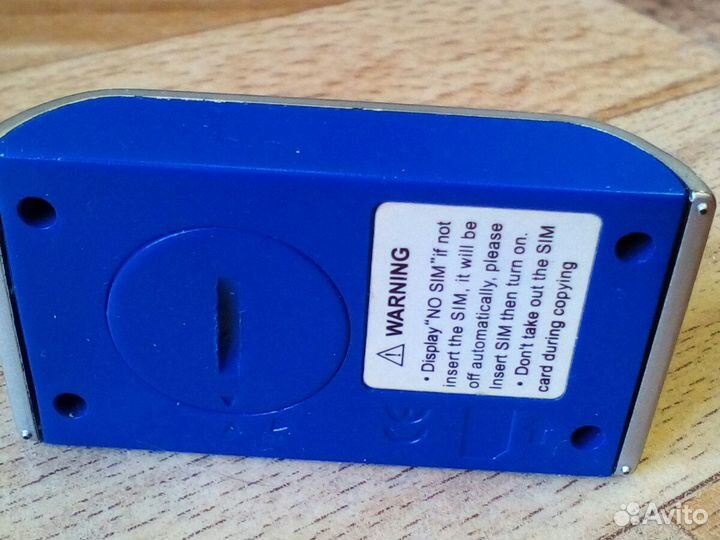 WARNING
• Display"NO SIM"if not
insert the SIM, it will be
off automatically, please
Insert SIM then turn on.
• Don't take out the SIM
card during copying
CE
Avito